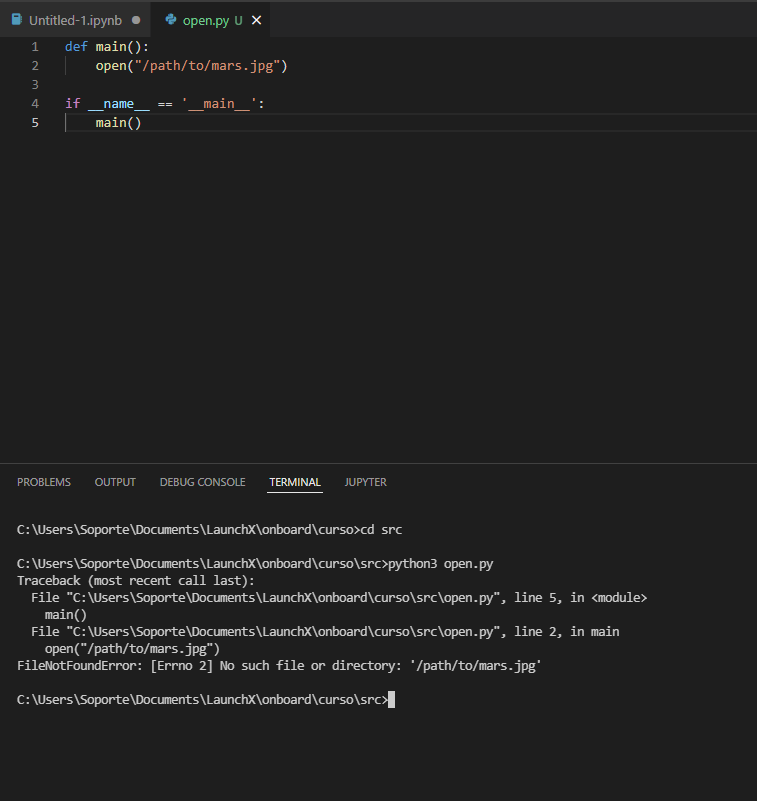 Untitled-1.ipynb ● open.py U ✕
1 def main():
2     open("/path/to/mars.jpg")
3
4 if __name__ == '__main__':
5     main()
PROBLEMS OUTPUT DEBUG CONSOLE TERMINAL JUPYTER
C:\Users\Soporte\Documents\LaunchX\onboard\curso>cd src
C:\Users\Soporte\Documents\LaunchX\onboard\curso\src>python3 open.py
Traceback (most recent call last):
  File "C:\Users\Soporte\Documents\LaunchX\onboard\curso\src\open.py", line 5, in <module>
    main()
  File "C:\Users\Soporte\Documents\LaunchX\onboard\curso\src\open.py", line 2, in main
    open("/path/to/mars.jpg")
FileNotFoundError: [Errno 2] No such file or directory: '/path/to/mars.jpg'
C:\Users\Soporte\Documents\LaunchX\onboard\curso\src>